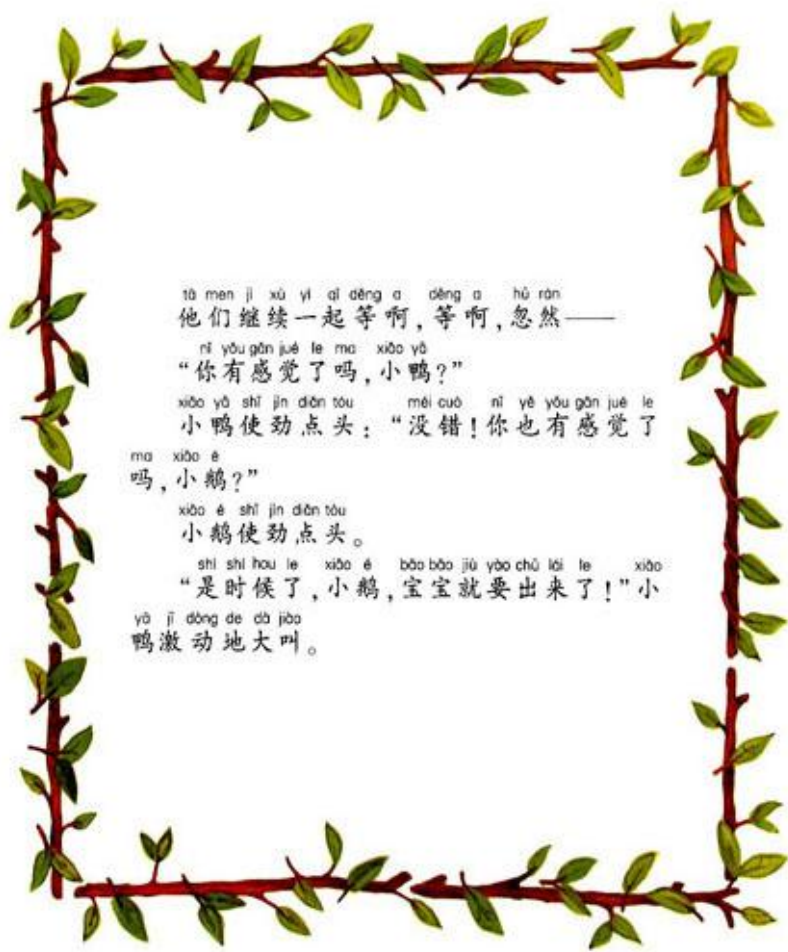 tā men jì xù yì qǐ děng a děng a hū rán
他们继续一起等啊,等啊,忽然——
nǐ yǒu gǎn jué le ma xiǎo yā
“你有感觉了吗,小鸭?”
xiǎo yā shǐ jìn diǎn tóu méi cuò nǐ yě yǒu gǎn jué le
小鸭使劲点头:“没错!你也有感觉了
ma xiǎo é
吗,小鹅?”
xiǎo é shǐ jìn diǎn tóu
小鹅使劲点头。
shì shí hou le xiǎo é bǎo bǎo jiù yào chū lái le xiǎo
“是时候了,小鹅,宝宝就要出来了!”小
yā jī dòng de dà jiào
鸭激动地大叫。